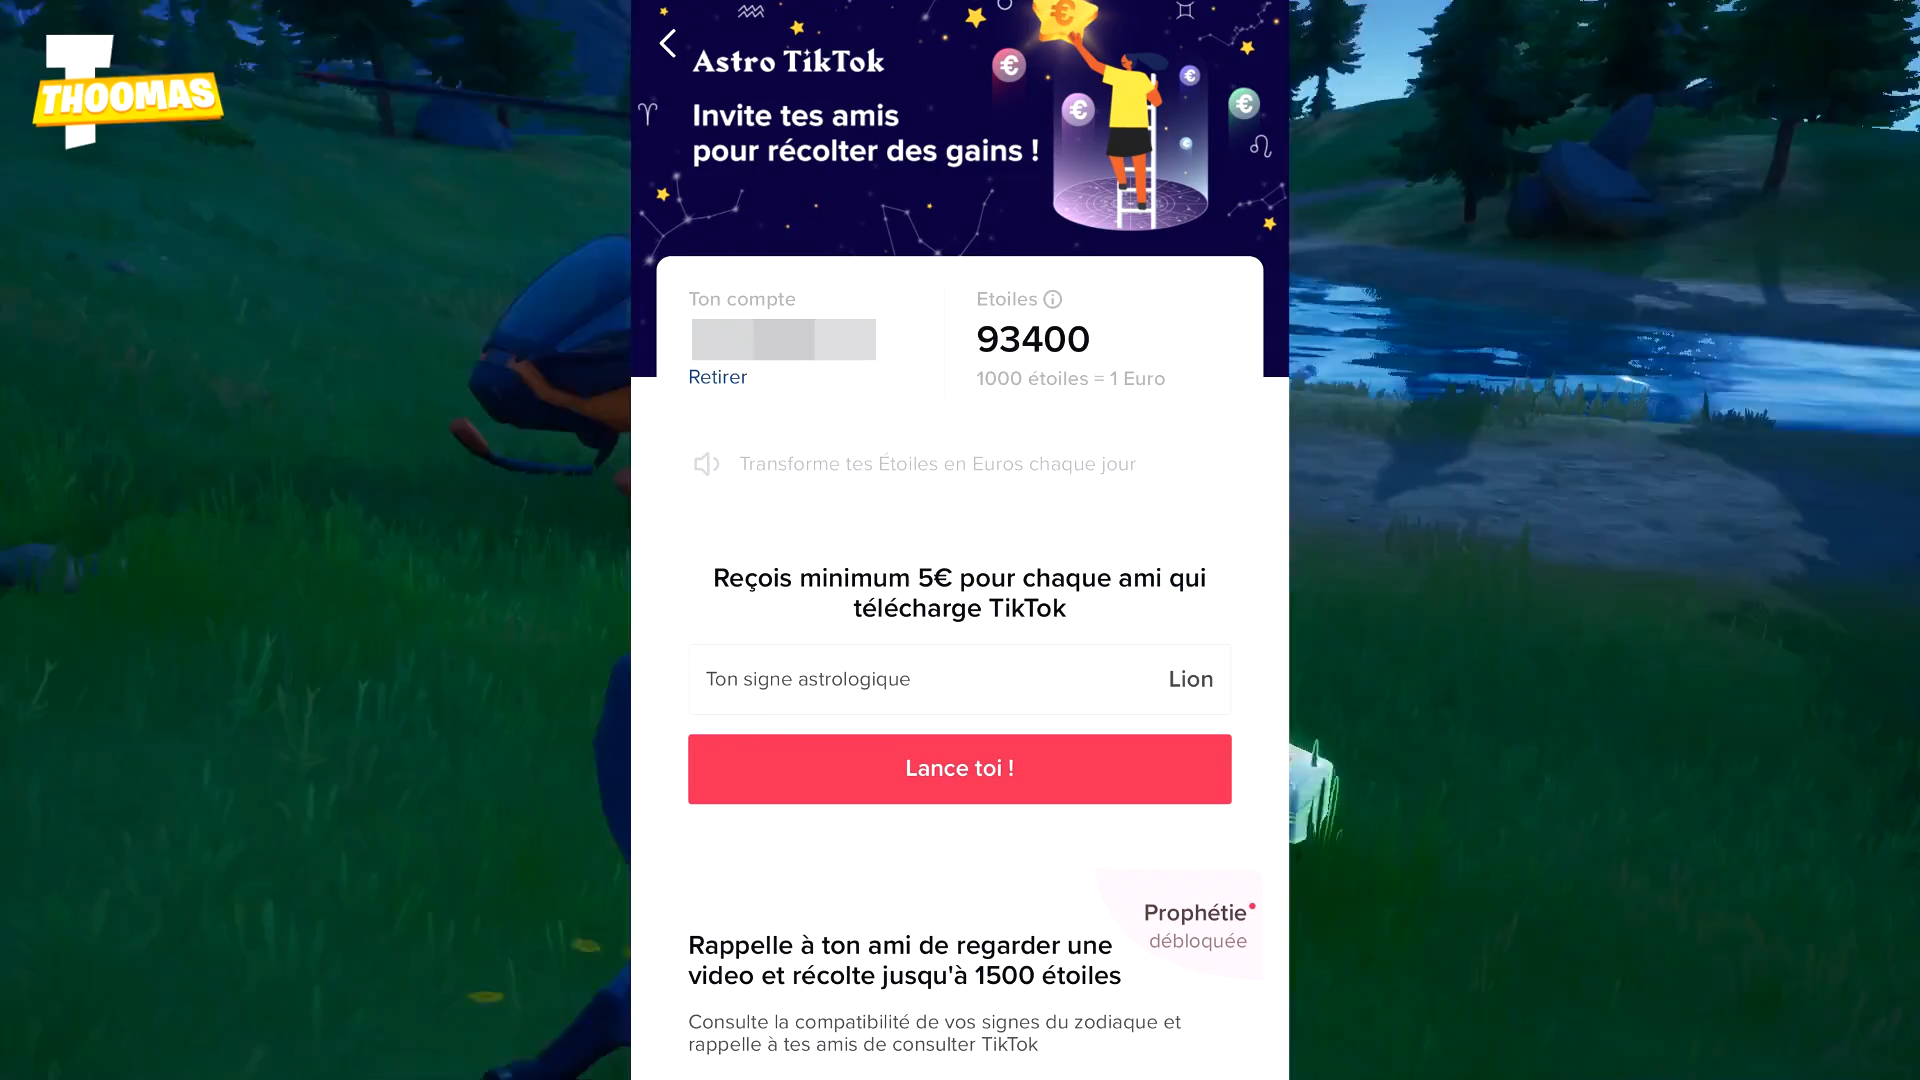 THOOMAS
Astro TikTok
Invite tes amis
pour récolter des gains !
Ton compte
Retirer
Etoiles
93400
1000 étoiles = 1 Euro
Transforme tes Étoiles en Euros chaque jour
Reçois minimum 5€ pour chaque ami qui
télécharge TikTok
Ton signe astrologique Lion
Lance toi !
Prophétie
débloquée
Rappelle à ton ami de regarder une
video et récolte jusqu'à 1500 étoiles
Consulte la compatibilité de vos signes du zodiaque et
rappelle à tes amis de consulter TikTok